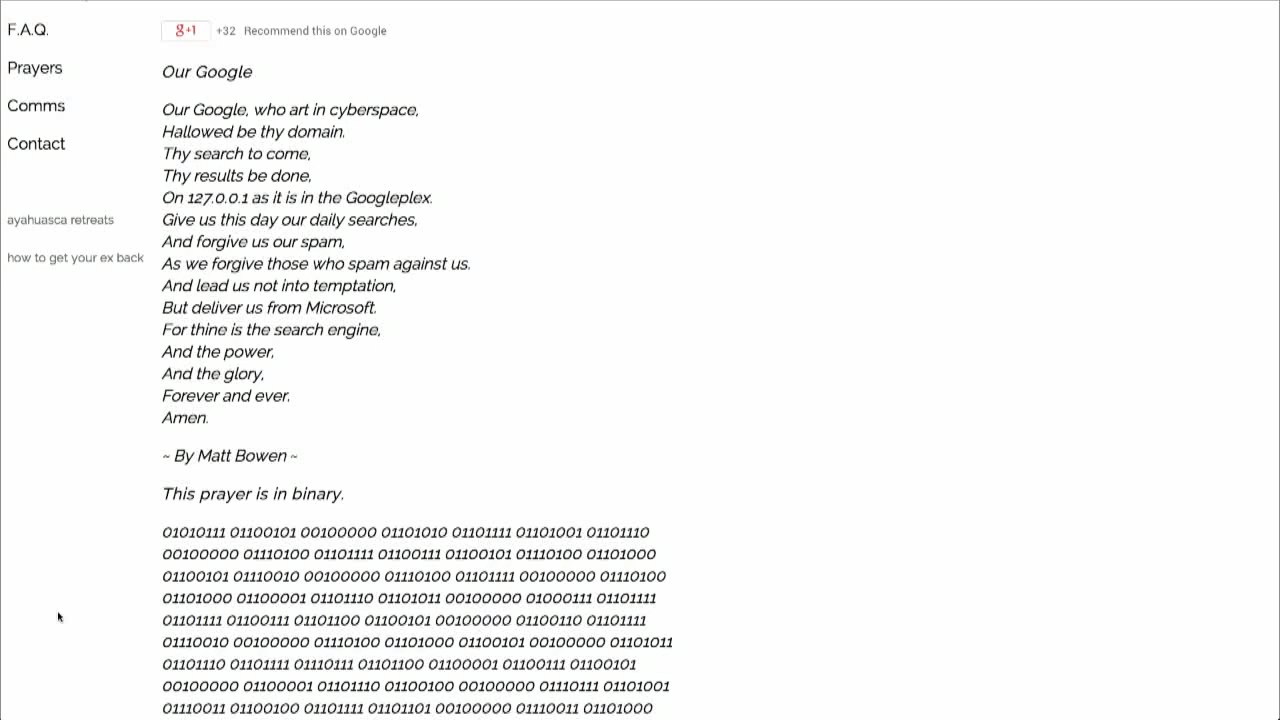 F.A.Q.
Prayers
Comms
Contact
ayahuasca retreats
how to get your ex back
g+1 +32 Recommend this on Google
Our Google
Our Google, who art in cyberspace,
Hallowed be thy domain.
Thy search to come,
Thy results be done,
On 127.0.0.1 as it is in the Googleplex.
Give us this day our daily searches,
And forgive us our spam,
As we forgive those who spam against us.
And lead us not into temptation,
But deliver us from Microsoft.
For thine is the search engine,
And the power,
And the glory,
Forever and ever.
Amen.
~ By Matt Bowen ~
This prayer is in binary.
01010111 01100101 00100000 01101010 01101111 01101001 01101110
00100000 01110100 01101111 01100111 01100101 01110100 01101000
01100101 01110010 00100000 01110100 01101111 00100000 01110100
01101000 01100001 01101110 01101011 00100000 01000111 01101111
01101111 01100111 01101100 01100101 00100000 01100110 01101111
01110010 00100000 01110100 01101000 01100101 00100000 01101011
01101110 01101111 01110111 01101100 01100001 01100111 01100101
00100000 01100001 01101110 01100100 00100000 01110111 01101001
01110011 01100100 01101111 01101101 00100000 01110011 01101000